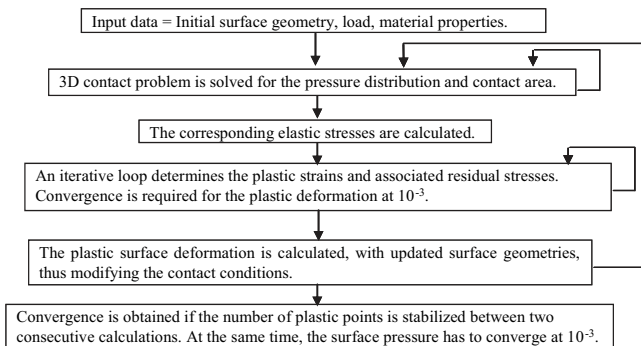 Input data = Initial surface geometry, load, material properties.
3D contact problem is solved for the pressure distribution and contact area.
The corresponding elastic stresses are calculated.
An iterative loop determines the plastic strains and associated residual stresses.
Convergence is required for the plastic deformation at 10⁻³.
The plastic surface deformation is calculated, with updated surface geometries,
thus modifying the contact conditions.
Convergence is obtained if the number of plastic points is stabilized between two
consecutive calculations. At the same time, the surface pressure has to converge at 10⁻³.